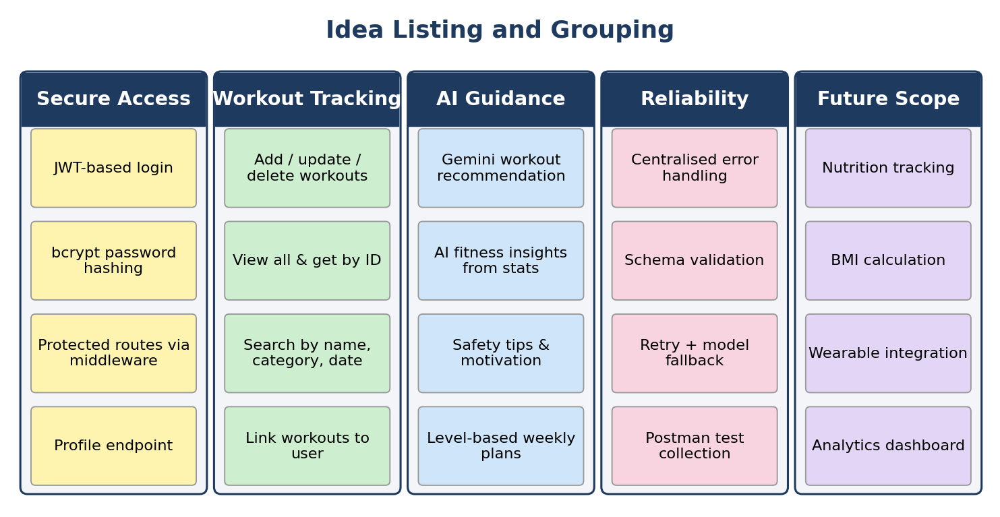 Idea Listing and Grouping
Secure Access
JWT-based login
bcrypt password
hashing
Protected routes via
middleware
Profile endpoint
Workout Tracking
Add / update /
delete workouts
View all & get by ID
Search by name,
category, date
Link workouts to
user
AI Guidance
Gemini workout
recommendation
AI fitness insights
from stats
Safety tips &
motivation
Level-based weekly
plans
Reliability
Centralised error
handling
Schema validation
Retry + model
fallback
Postman test
collection
Future Scope
Nutrition tracking
BMI calculation
Wearable integration
Analytics dashboard